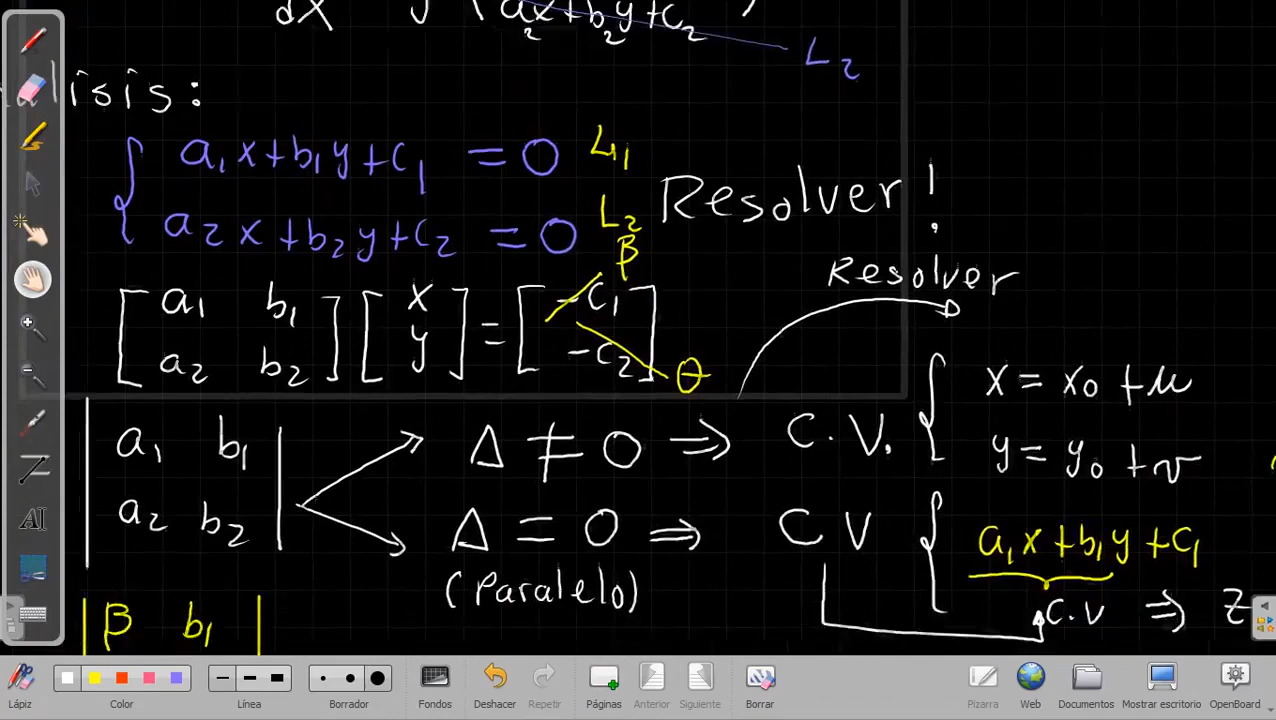 dx ∫ ( a₂x+b₂y+c₂ )
L₂
isis:
a₁x+b₁y+c₁ = 0 L₁
a₂x+b₂y+c₂ = 0 L₂
Resolver!
β
[ a₁ b₁ ] [ x ] = [ -c₁ ]
[ a₂ b₂ ] [ y ] [ -c₂ ]
θ
Resolver
| a₁ b₁ |
| a₂ b₂ |
Δ ≠ 0 ⇒ C.V. { x = x₀ + u
y = y₀ + v
Δ = 0 ⇒ C V { a₁x+b₁y+c₁
(Paralelo)
C.V ⇒ Z
| β b₁ |
Lápiz
Color
Línea
Borrador
Fondos
Deshacer
Repetir
Páginas
Anterior
Siguiente
Borrar
Pizarra
Web
Documentos
Mostrar escritorio
OpenBoard